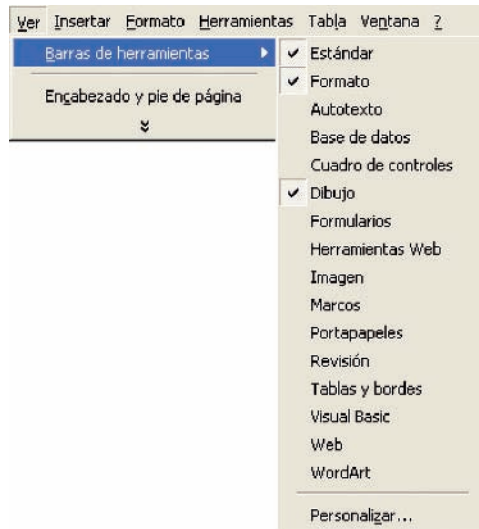 Ver Insertar Formato Herramientas Tabla Ventana ?
Barras de herramientas
Encabezado y pie de página
Estándar
Formato
Autotexto
Base de datos
Cuadro de controles
Dibujo
Formularios
Herramientas Web
Imagen
Marcos
Portapapeles
Revisión
Tablas y bordes
Visual Basic
Web
WordArt
Personalizar...